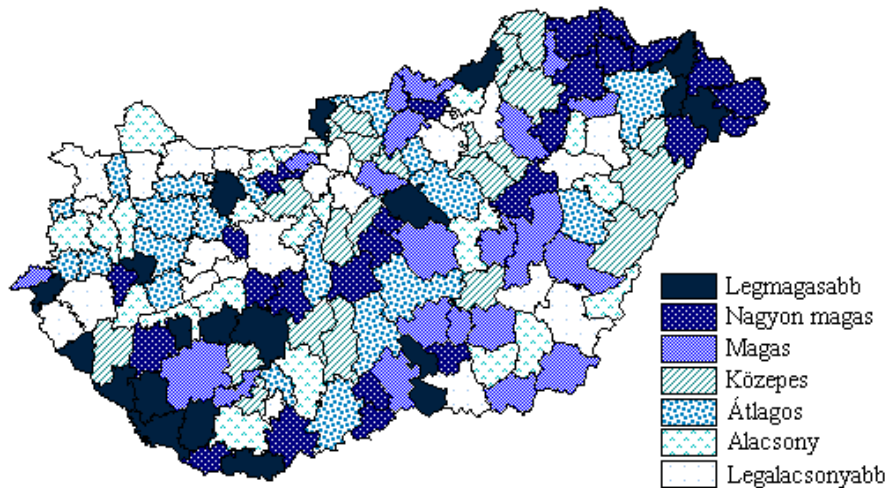 Legmagasabb
Nagyon magas
Magas
Közepes
Átlagos
Alacsony
Legalacsonyabb